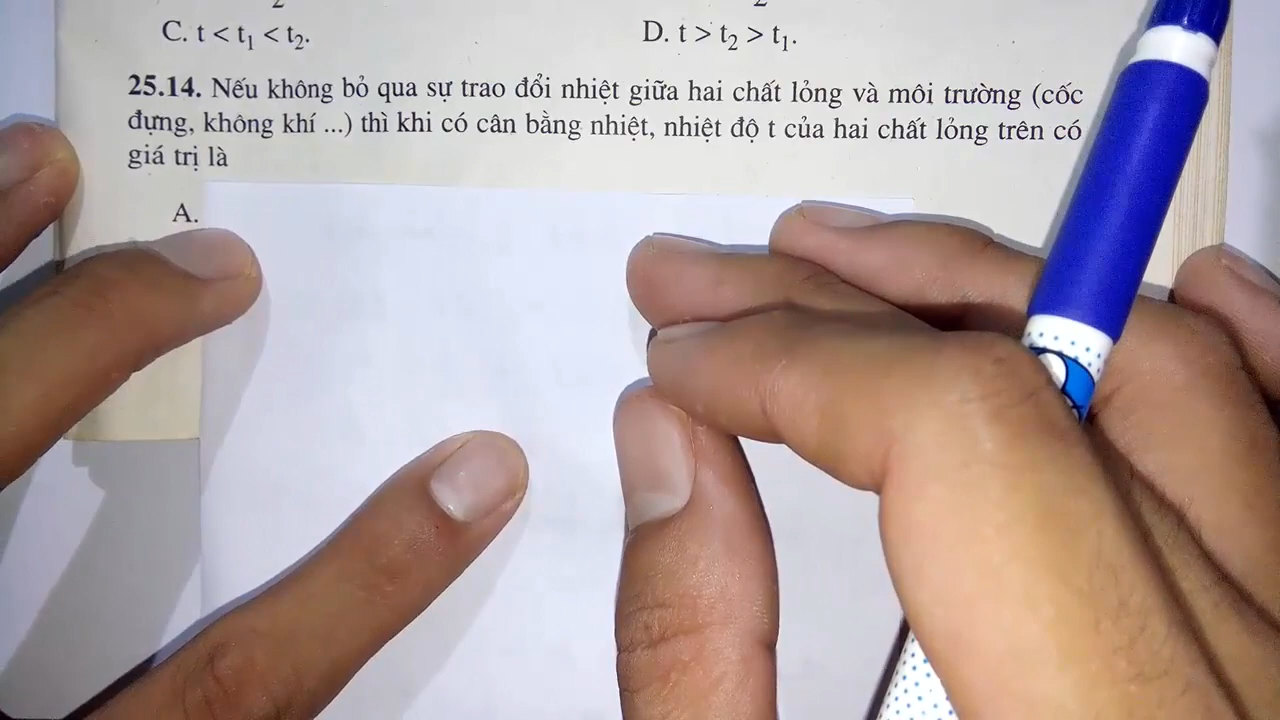 C. t < t₁ < t₂.
D. t > t₂ > t₁.
25.14. Nếu không bỏ qua sự trao đổi nhiệt giữa hai chất lỏng và môi trường (cốc
đựng, không khí ...) thì khi có cân bằng nhiệt, nhiệt độ t của hai chất lỏng trên có
giá trị là
A.